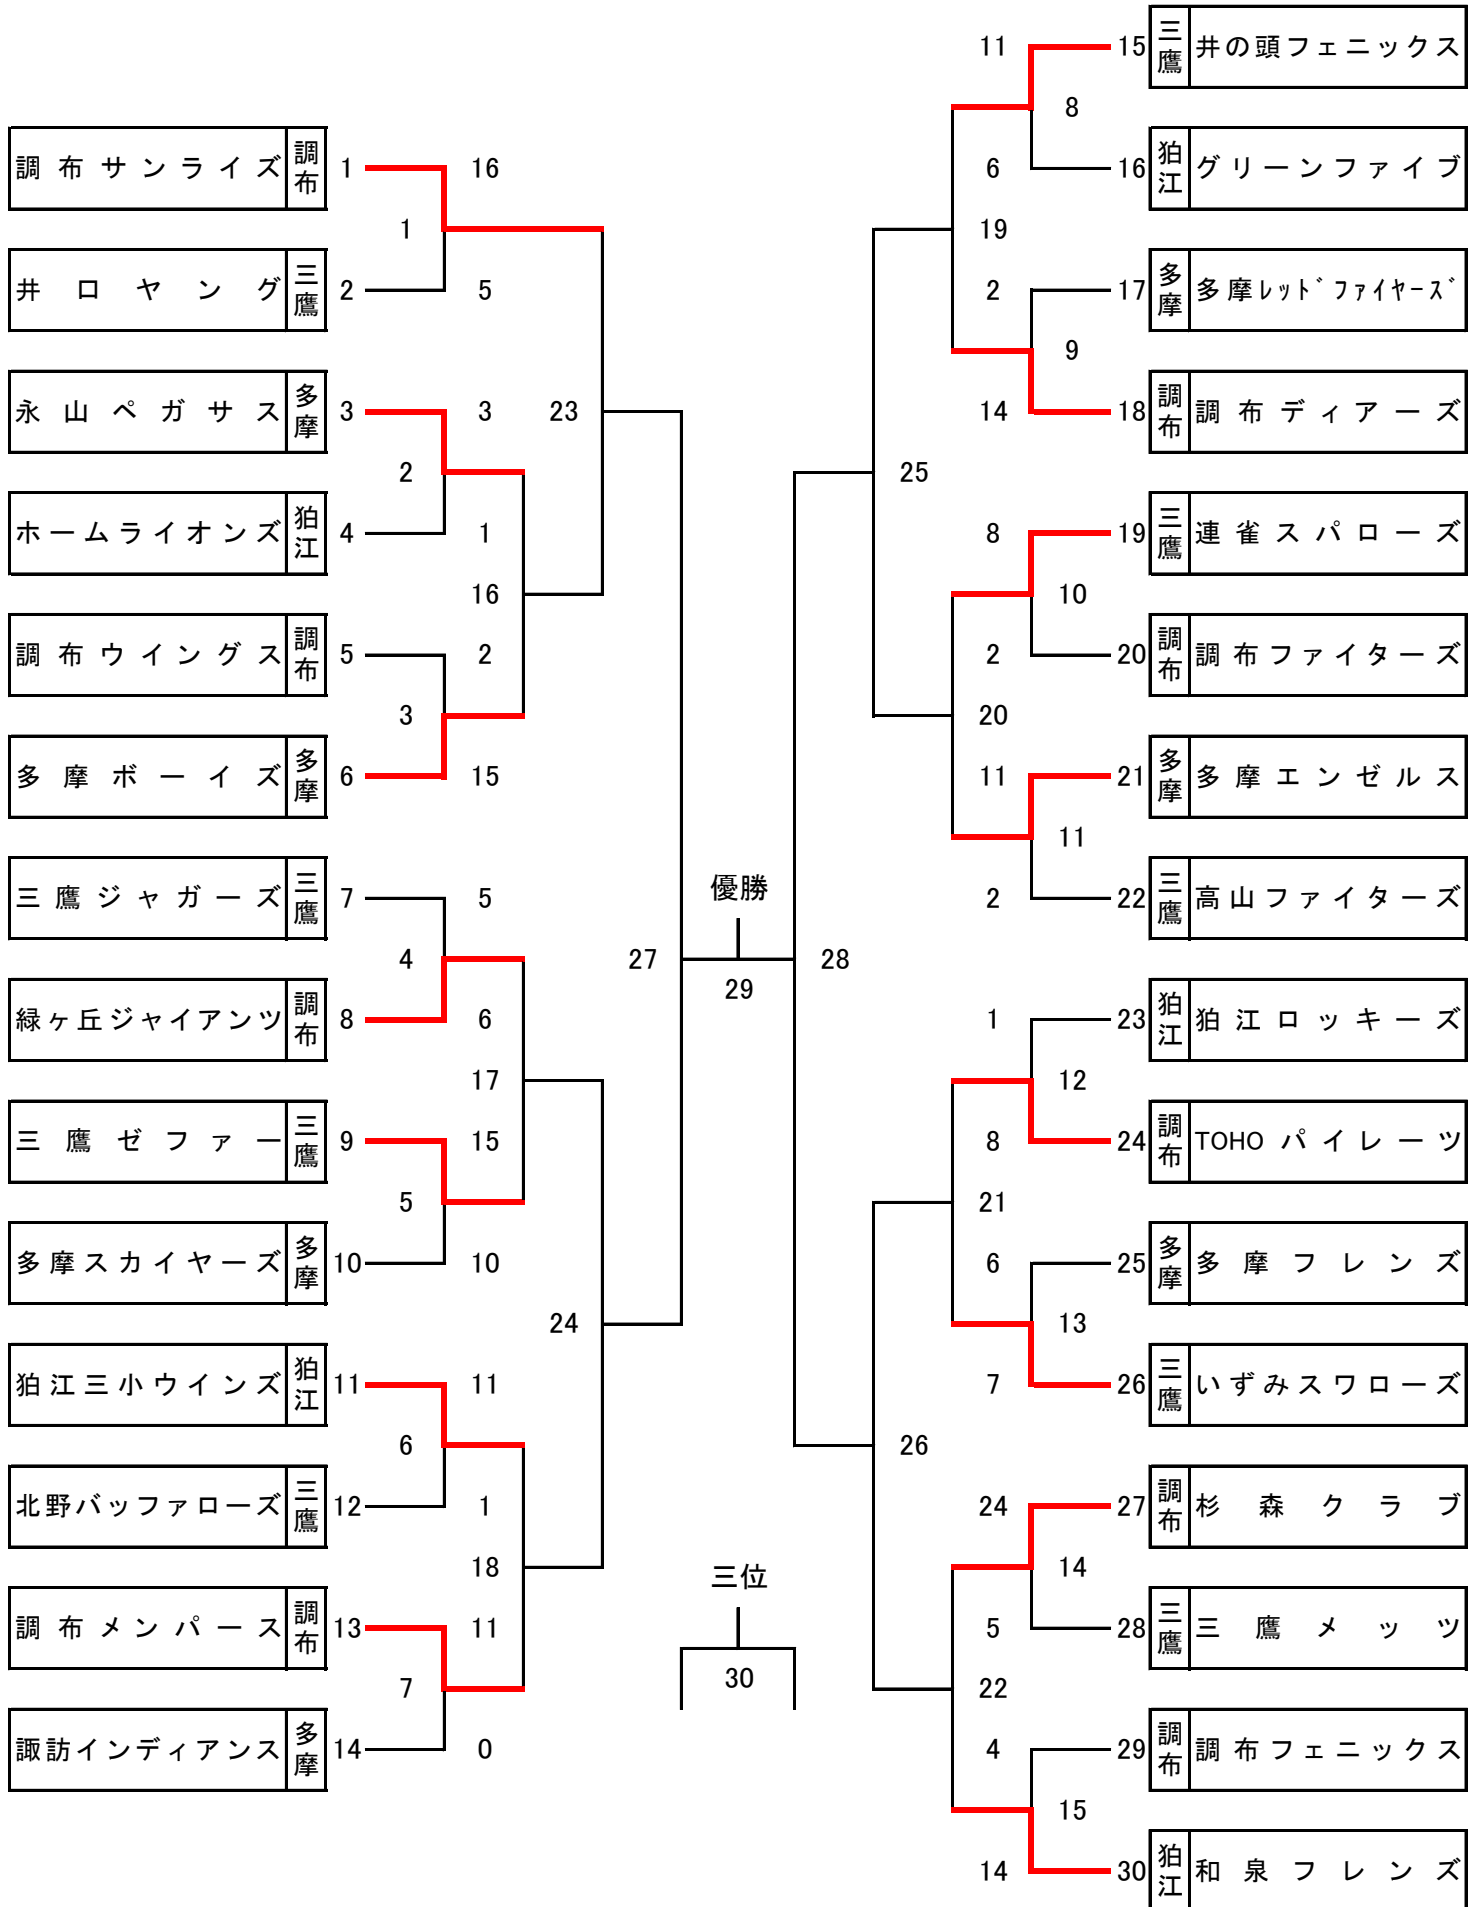 調布サンライズ 調布 1 16
1
井口ヤング 三鷹 2 5
永山ペガサス 多摩 3 3
23
2
ホームライオンズ 狛江 4 1
16
調布ウイングス 調布 5 2
3
多摩ボーイズ 多摩 6 15
三鷹ジャガーズ 三鷹 7 5
4
緑ヶ丘ジャイアンツ 調布 8 6
17
三鷹ゼファー 三鷹 9 15
5
多摩スカイヤーズ 多摩 10 10
24
狛江三小ウインズ 狛江 11 11
6
北野バッファローズ 三鷹 12 1
18
調布メンパース 調布 13 11
7
諏訪インディアンス 多摩 14 0
27
優勝
29
28
三位
30
11 15 三鷹 井の頭フェニックス
8
6 16 狛江 グリーンファイブ
19
2 17 多摩 多摩ﾚｯﾄﾞﾌｧｲﾔｰｽﾞ
9
14 18 調布 調布ディアーズ
25
8 19 三鷹 連雀スパローズ
10
2 20 調布 調布ファイターズ
20
11 21 多摩 多摩エンゼルス
11
2 22 三鷹 高山ファイターズ
1 23 狛江 狛江ロッキーズ
12
8 24 調布 TOHOパイレーツ
21
6 25 多摩 多摩フレンズ
13
7 26 三鷹 いずみスワローズ
26
24 27 調布 杉森クラブ
14
5 28 三鷹 三鷹メッツ
22
4 29 調布 調布フェニックス
15
14 30 狛江 和泉フレンズ